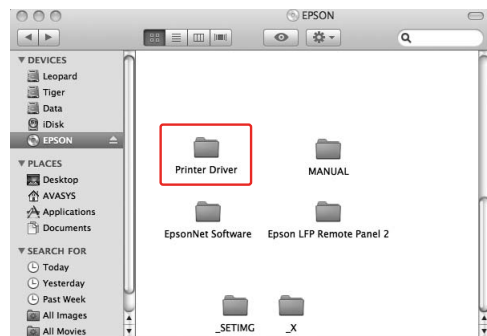 EPSON
DEVICES
Leopard
Tiger
Data
iDisk
EPSON
PLACES
Desktop
AVASYS
Applications
Documents
SEARCH FOR
Today
Yesterday
Past Week
All Images
All Movies
Printer Driver
MANUAL
EpsonNet Software
Epson LFP Remote Panel 2
_SETIMG
_X